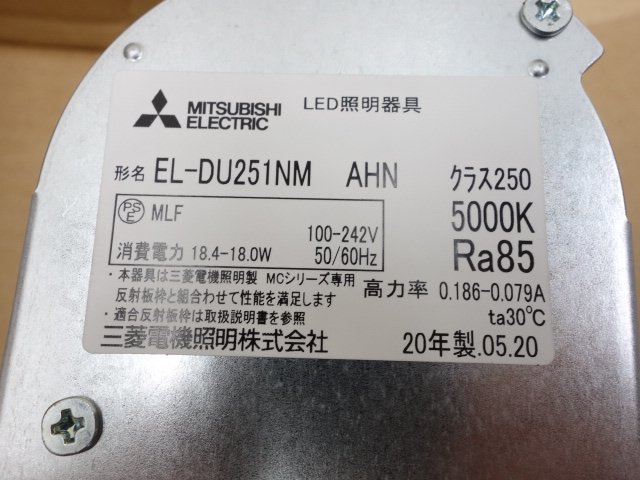 MITSUBISHI
ELECTRIC
LED照明器具
形名 EL-DU251NM AHN クラス250
PSE MLF
100-242V
5000K
消費電力 18.4-18.0W 50/60Hz
Ra85
・本器具は三菱電機照明製 MCシリーズ専用
反射板枠と組合わせて性能を満足します
高力率 0.186-0.079A
・適合反射板枠は取扱説明書を参照
ta30℃
三菱電機照明株式会社
20年製.05.20